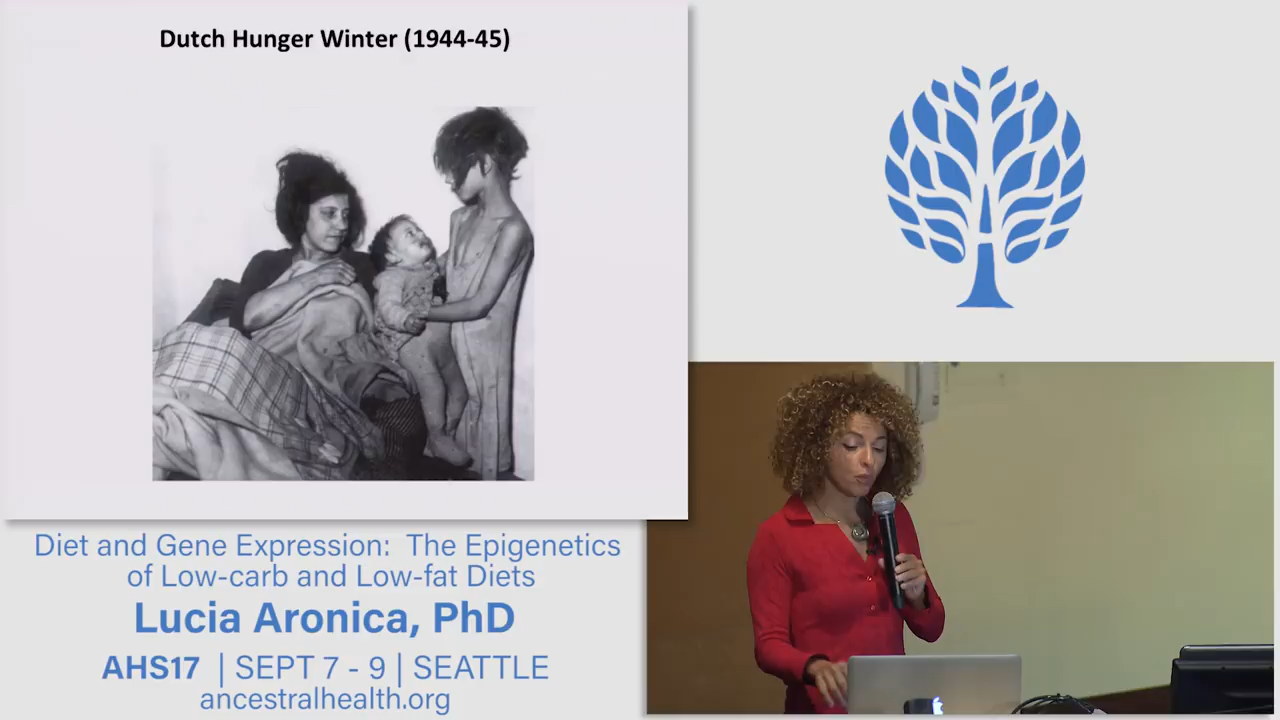 Dutch Hunger Winter (1944-45)
Diet and Gene Expression: The Epigenetics
of Low-carb and Low-fat Diets
Lucia Aronica, PhD
AHS17 | SEPT 7 - 9 | SEATTLE
ancestralhealth.org